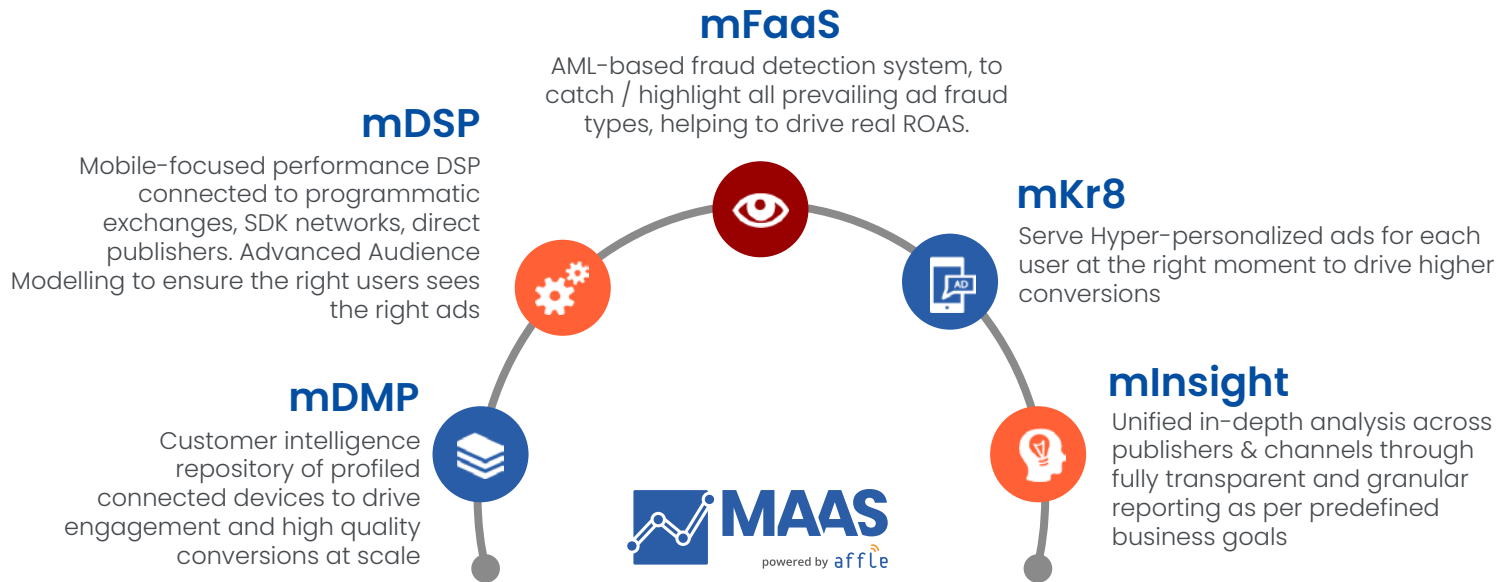 mFaaS
AML-based fraud detection system, to
catch / highlight all prevailing ad fraud
types, helping to drive real ROAS.
mDSP
Mobile-focused performance DSP
connected to programmatic
exchanges, SDK networks, direct
publishers. Advanced Audience
Modelling to ensure the right users sees
the right ads
mKr8
Serve Hyper-personalized ads for each
user at the right moment to drive higher
conversions
AD
mDMP
Customer intelligence
repository of profiled
connected devices to drive
engagement and high quality
conversions at scale
mInsight
Unified in-depth analysis across
publishers & channels through
fully transparent and granular
reporting as per predefined
business goals
MAAS
powered by affle